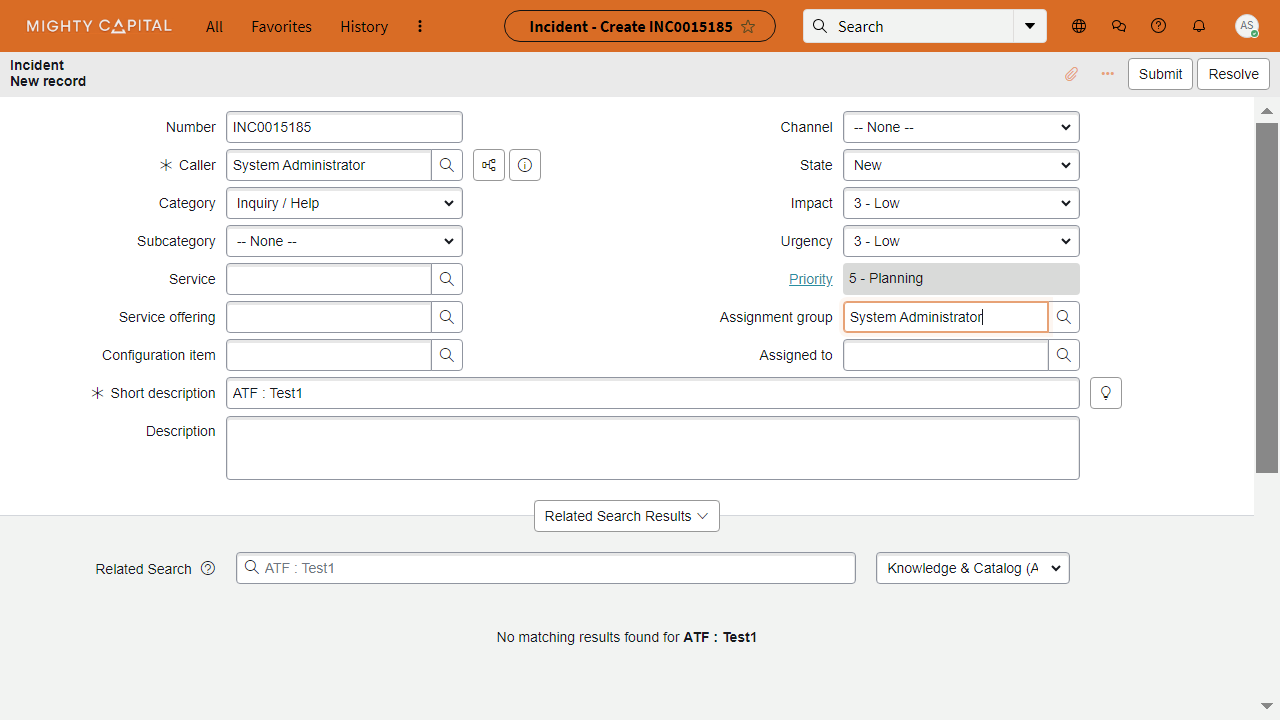 MIGHTY CAPITAL All Favorites History Incident - Create INC0015185 Search AS
Incident
New record
Submit Resolve
Number INC0015185 Channel -- None --
Caller System Administrator State New
Category Inquiry / Help Impact 3 - Low
Subcategory -- None -- Urgency 3 - Low
Service Priority 5 - Planning
Service offering Assignment group System Administrator
Configuration item Assigned to
Short description ATF : Test1
Description
Related Search Results
Related Search ATF : Test1 Knowledge & Catalog (A
No matching results found for ATF : Test1